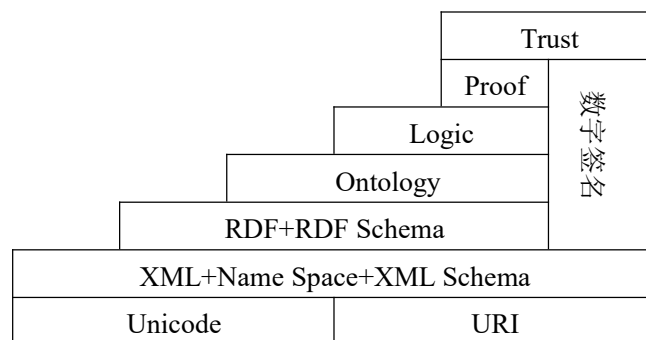 Trust
Proof
数字签名
Logic
Ontology
RDF+RDF Schema
XML+Name Space+XML Schema
Unicode
URI